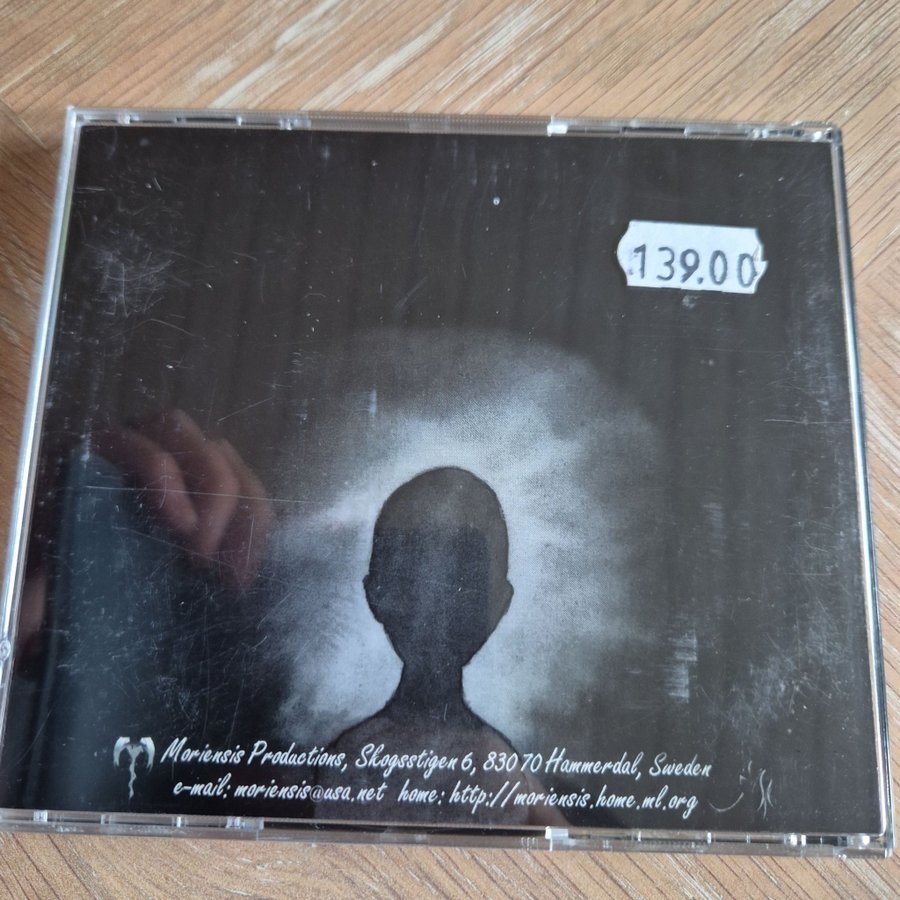 139.00
Moriensis Productions, Skogsstigen 6, 830 70 Hammerdal, Sweden
e-mail: moriensis@usa.net home: http://moriensis.home.ml.org